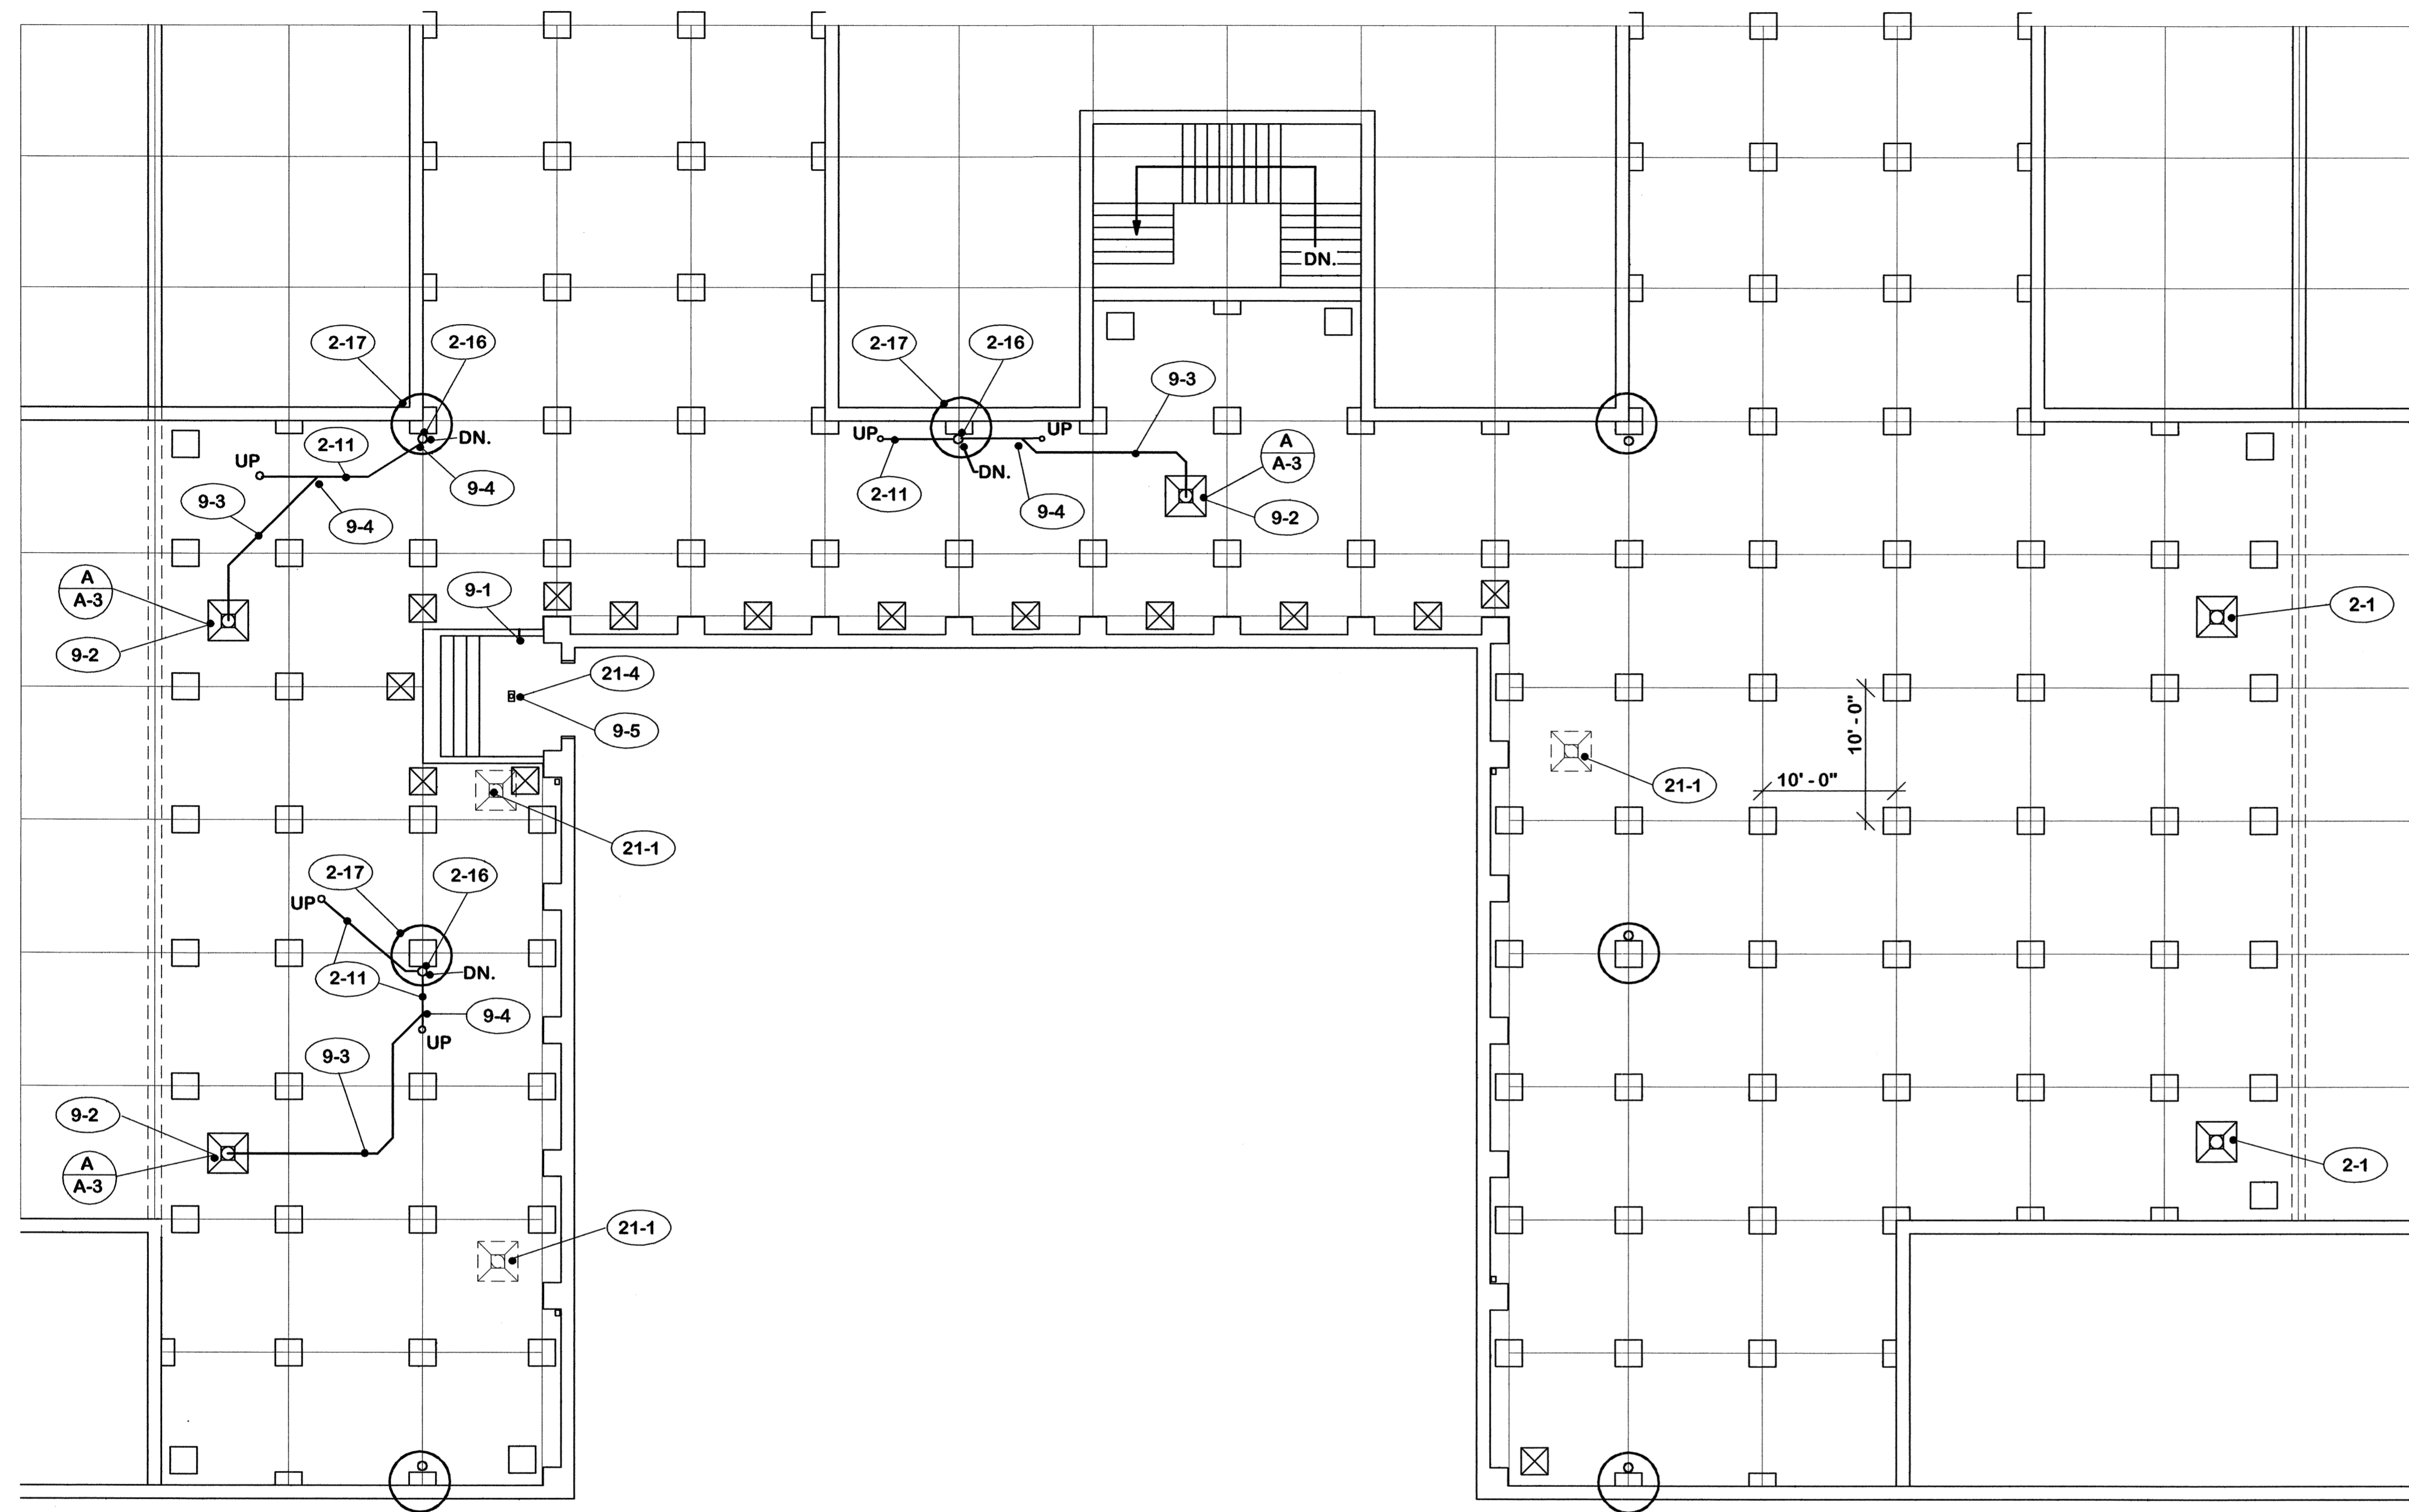 DN.
2-17
2-16
2-17
2-16
9-3
2-11
DN.
UP
UP
A
A-3
UP
DN.
9-3
9-4
2-11
9-4
9-4
9-2
A
A-3
9-1
2-1
9-2
21-4
9-5
10' - 0"
10' - 0"
21-1
21-1
2-17
2-16
UP
2-11
DN.
9-4
UP
9-3
9-2
A
A-3
2-1
21-1